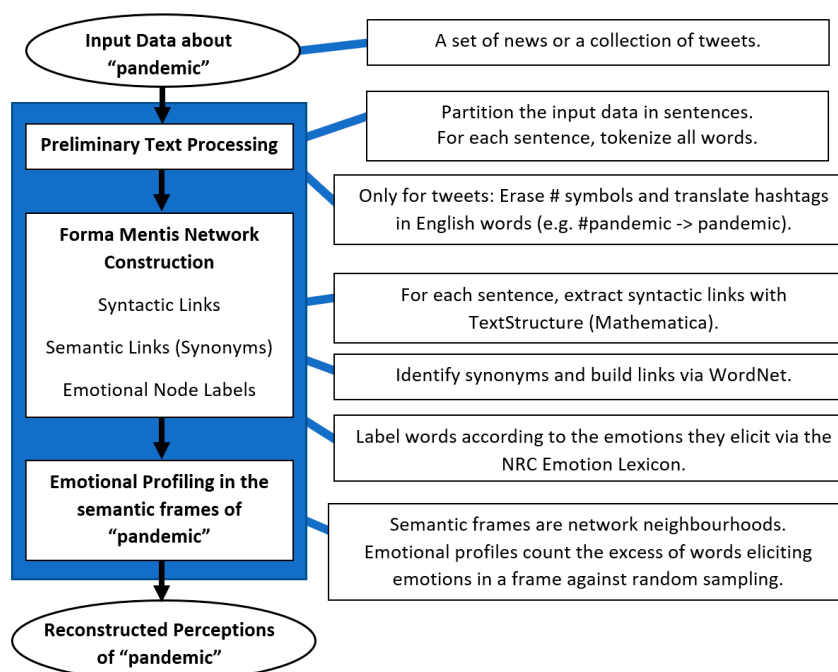 Input Data about
“pandemic”
A set of news or a collection of tweets.
Preliminary Text Processing
Partition the input data in sentences.
For each sentence, tokenize all words.
Only for tweets: Erase # symbols and translate hashtags
in English words (e.g. #pandemic -> pandemic).
Forma Mentis Network
Construction
Syntactic Links
Semantic Links (Synonyms)
Emotional Node Labels
For each sentence, extract syntactic links with
TextStructure (Mathematica).
Identify synonyms and build links via WordNet.
Label words according to the emotions they elicit via the
NRC Emotion Lexicon.
Emotional Profiling in the
semantic frames of
“pandemic”
Semantic frames are network neighbourhoods.
Emotional profiles count the excess of words eliciting
emotions in a frame against random sampling.
Reconstructed Perceptions
of “pandemic”